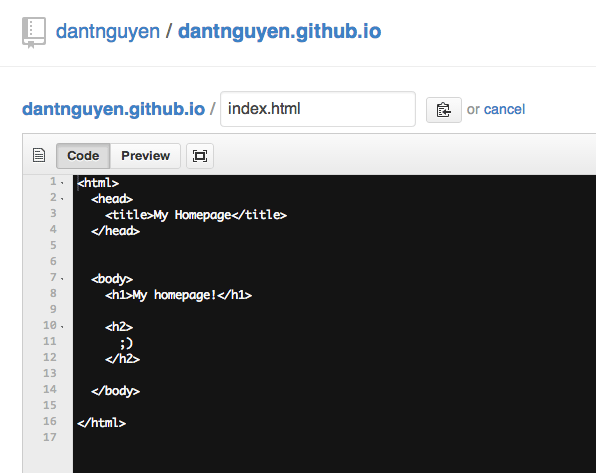 dantnguyen / dantnguyen.github.io
dantnguyen.github.io / index.html or cancel
Code Preview
1 <html>
2 <head>
3 <title>My Homepage</title>
4 </head>
5
6
7 <body>
8 <h1>My homepage!</h1>
9
10 <h2>
11 ;)
12 </h2>
13
14 </body>
15
16 </html>
17